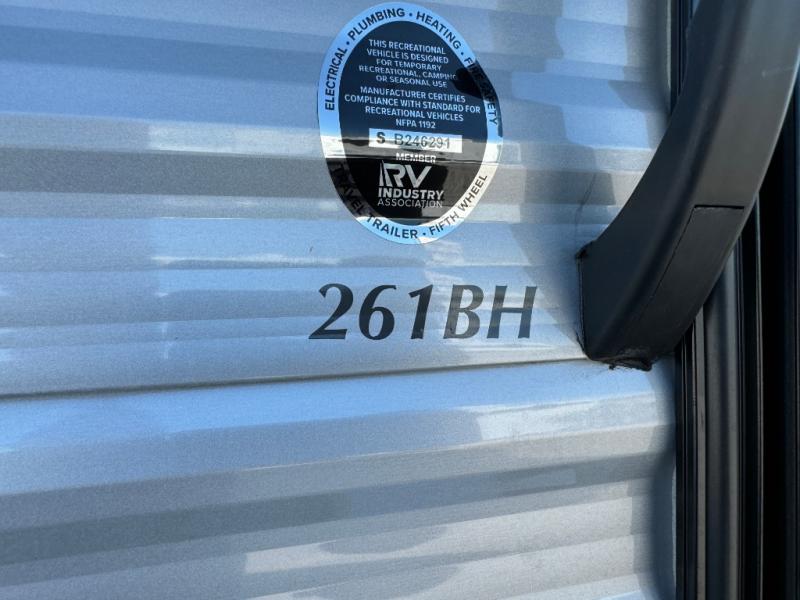 ELECTRICAL • PLUMBING • HEATING • FIRE SAFETY
THIS RECREATIONAL
VEHICLE IS DESIGNED
FOR TEMPORARY
RECREATIONAL, CAMPING
OR SEASONAL USE
MANUFACTURER CERTIFIES
COMPLIANCE WITH STANDARD FOR
RECREATIONAL VEHICLES
NFPA 1192
S B246291
MEMBER
RV
INDUSTRY
ASSOCIATION
TRAVEL TRAILER • FIFTH WHEEL
261BH